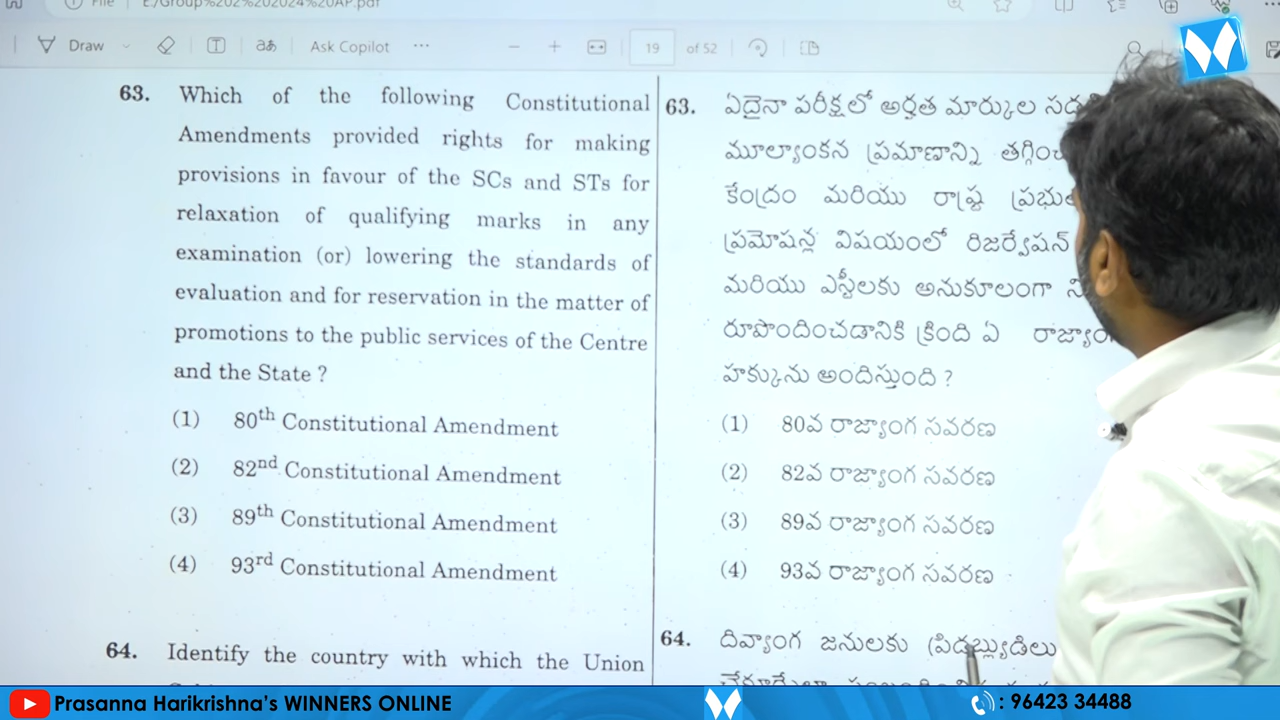 File E:/Group%202%202024%20AP.pdf
Draw aあ Ask Copilot ... 19 of 52
63. Which of the following Constitutional
Amendments provided rights for making
provisions in favour of the SCs and STs for
relaxation of qualifying marks in any
examination (or) lowering the standards of
evaluation and for reservation in the matter of
promotions to the public services of the Centre
and the State ?
(1) 80th Constitutional Amendment
(2) 82nd Constitutional Amendment
(3) 89th Constitutional Amendment
(4) 93rd Constitutional Amendment
64. Identify the country with which the Union
63. ఏదైనా పరీక్షలో అర్హత మార్కుల
మూల్యాంకన ప్రమాణాన్ని
కేంద్రం మరియు రాష్ట్ర
ప్రమోషన్ల విషయంలో రిజర్వేషన్
మరియు ఎస్టీలకు అనుకూలంగా
రూపొందించడానికి క్రింది ఏ
హక్కును అందిస్తుంది ?
(1) 80వ రాజ్యాంగ సవరణ
(2) 82వ రాజ్యాంగ సవరణ
(3) 89వ రాజ్యాంగ సవరణ
(4) 93వ రాజ్యాంగ సవరణ
64. దివ్యాంగ జనులకు (పిడబ్ల్యుడిలు
Prasanna Harikrishna's WINNERS ONLINE : 96423 34488